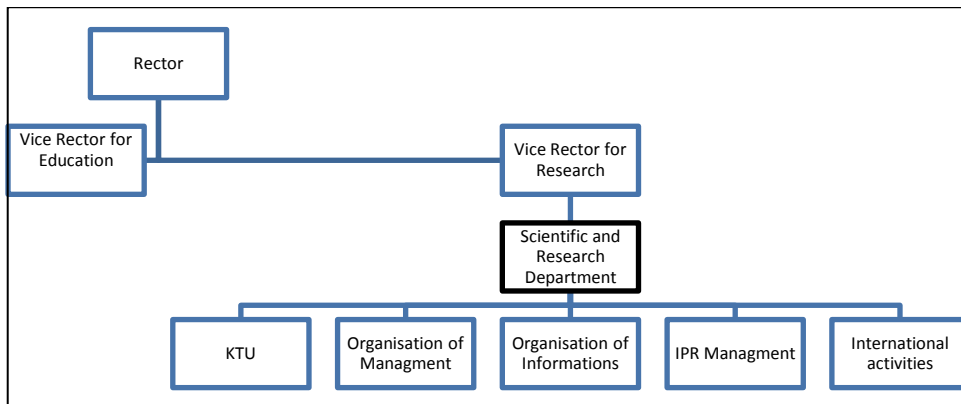 Rector
Vice Rector for
Education
Vice Rector for
Research
Scientific and
Research
Department
KTU
Organisation of
Managment
Organisation of
Informations
IPR Managment
International
activities